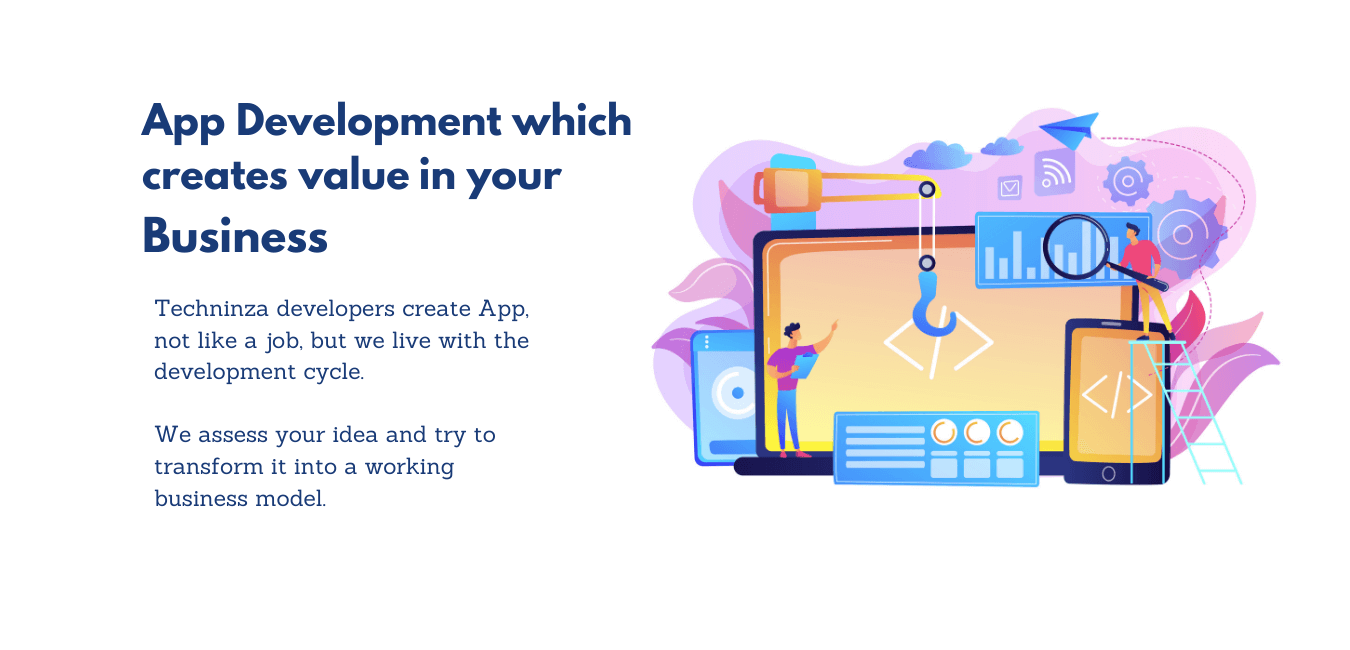 App Development which
creates value in your
Business
Techninza developers create App,
not like a job, but we live with the
development cycle.
We assess your idea and try to
transform it into a working
business model.